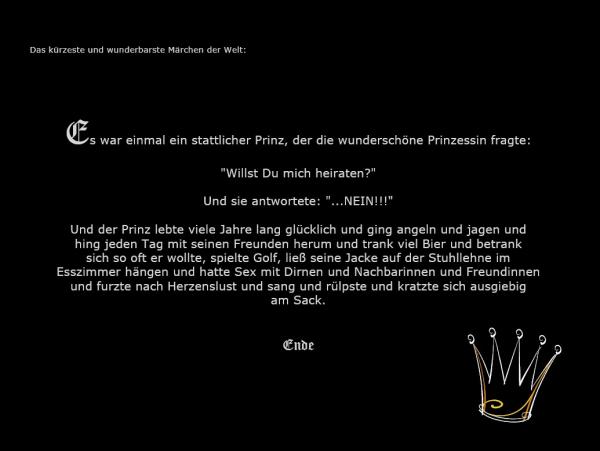 Das kürzeste und wunderbarste Märchen der Welt:
Es war einmal ein stattlicher Prinz, der die wunderschöne Prinzessin fragte:
"Willst Du mich heiraten?"
Und sie antwortete: "...NEIN!!!"
Und der Prinz lebte viele Jahre lang glücklich und ging angeln und jagen und
hing jeden Tag mit seinen Freunden herum und trank viel Bier und betrank
sich so oft er wollte, spielte Golf, ließ seine Jacke auf der Stuhllehne im
Esszimmer hängen und hatte Sex mit Dirnen und Nachbarinnen und Freundinnen
und furzte nach Herzenslust und sang und rülpste und kratzte sich ausgiebig
am Sack.
Ende